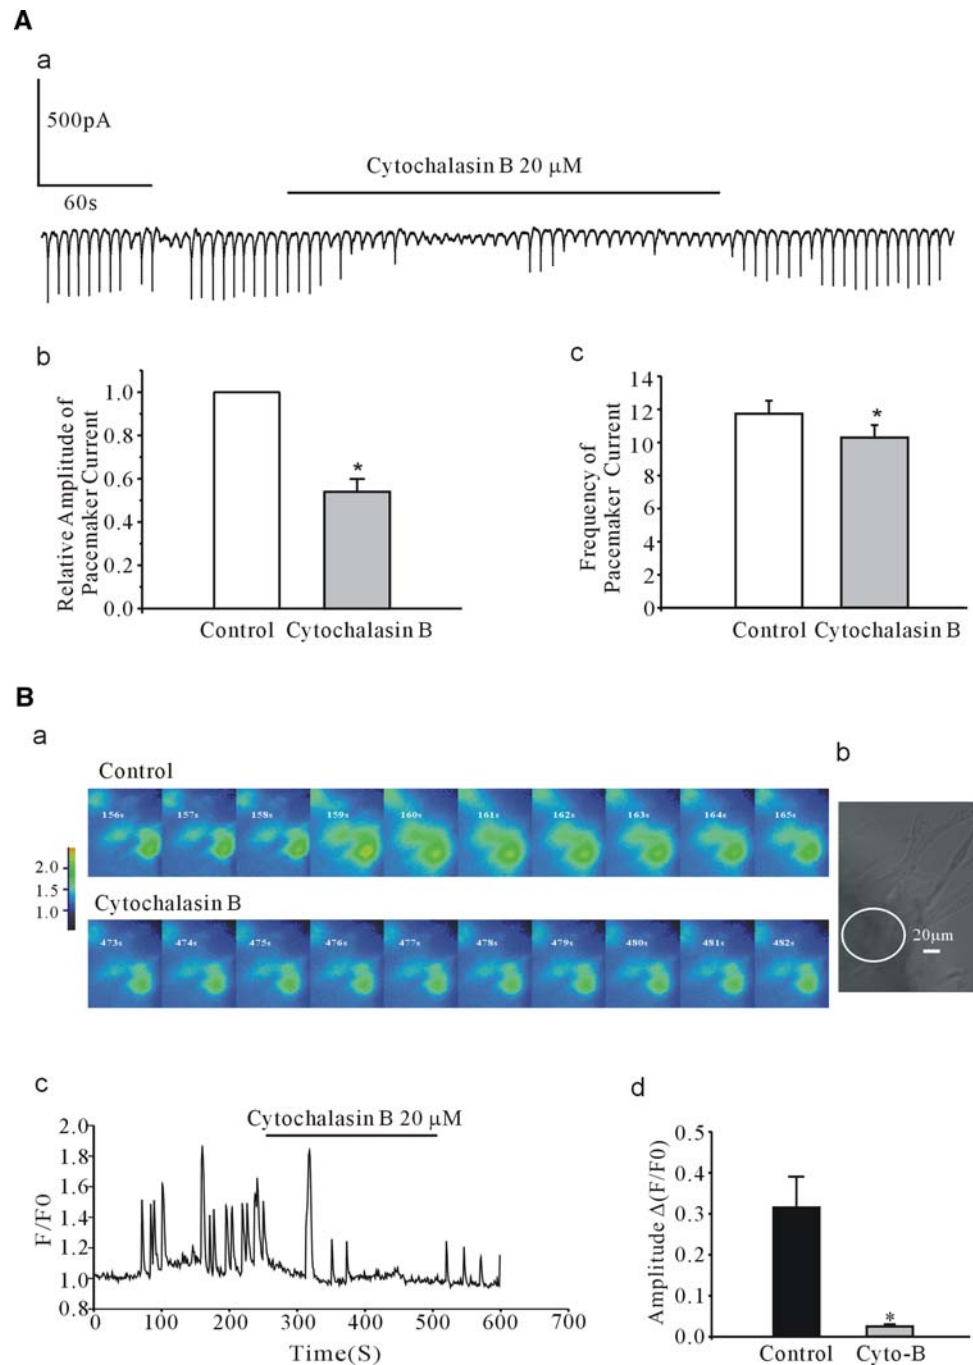 A
a
500pA
60s
Cytochalasin B 20 μM
b
Relative Amplitude of
Pacemaker Current
1.0
0.8
0.6
0.4
0.2
0.0
*
Control Cytochalasin B
c
Frequency of
Pacemaker Current
14
12
10
8
6
4
2
0
*
Control Cytochalasin B
B
a
Control
156s 157s 158s 159s 160s 161s 162s 163s 164s 165s
2.0
1.5
1.0
Cytochalasin B
473s 474s 475s 476s 477s 478s 479s 480s 481s 482s
b
20μm
c
Cytochalasin B 20 μM
F/F0
2.0
1.8
1.6
1.4
1.2
1.0
0.8
0 100 200 300 400 500 600 700
Time(S)
d
Amplitude Δ(F/F0)
0.5
0.4
0.3
0.2
0.1
0.0
*
Control Cyto-B